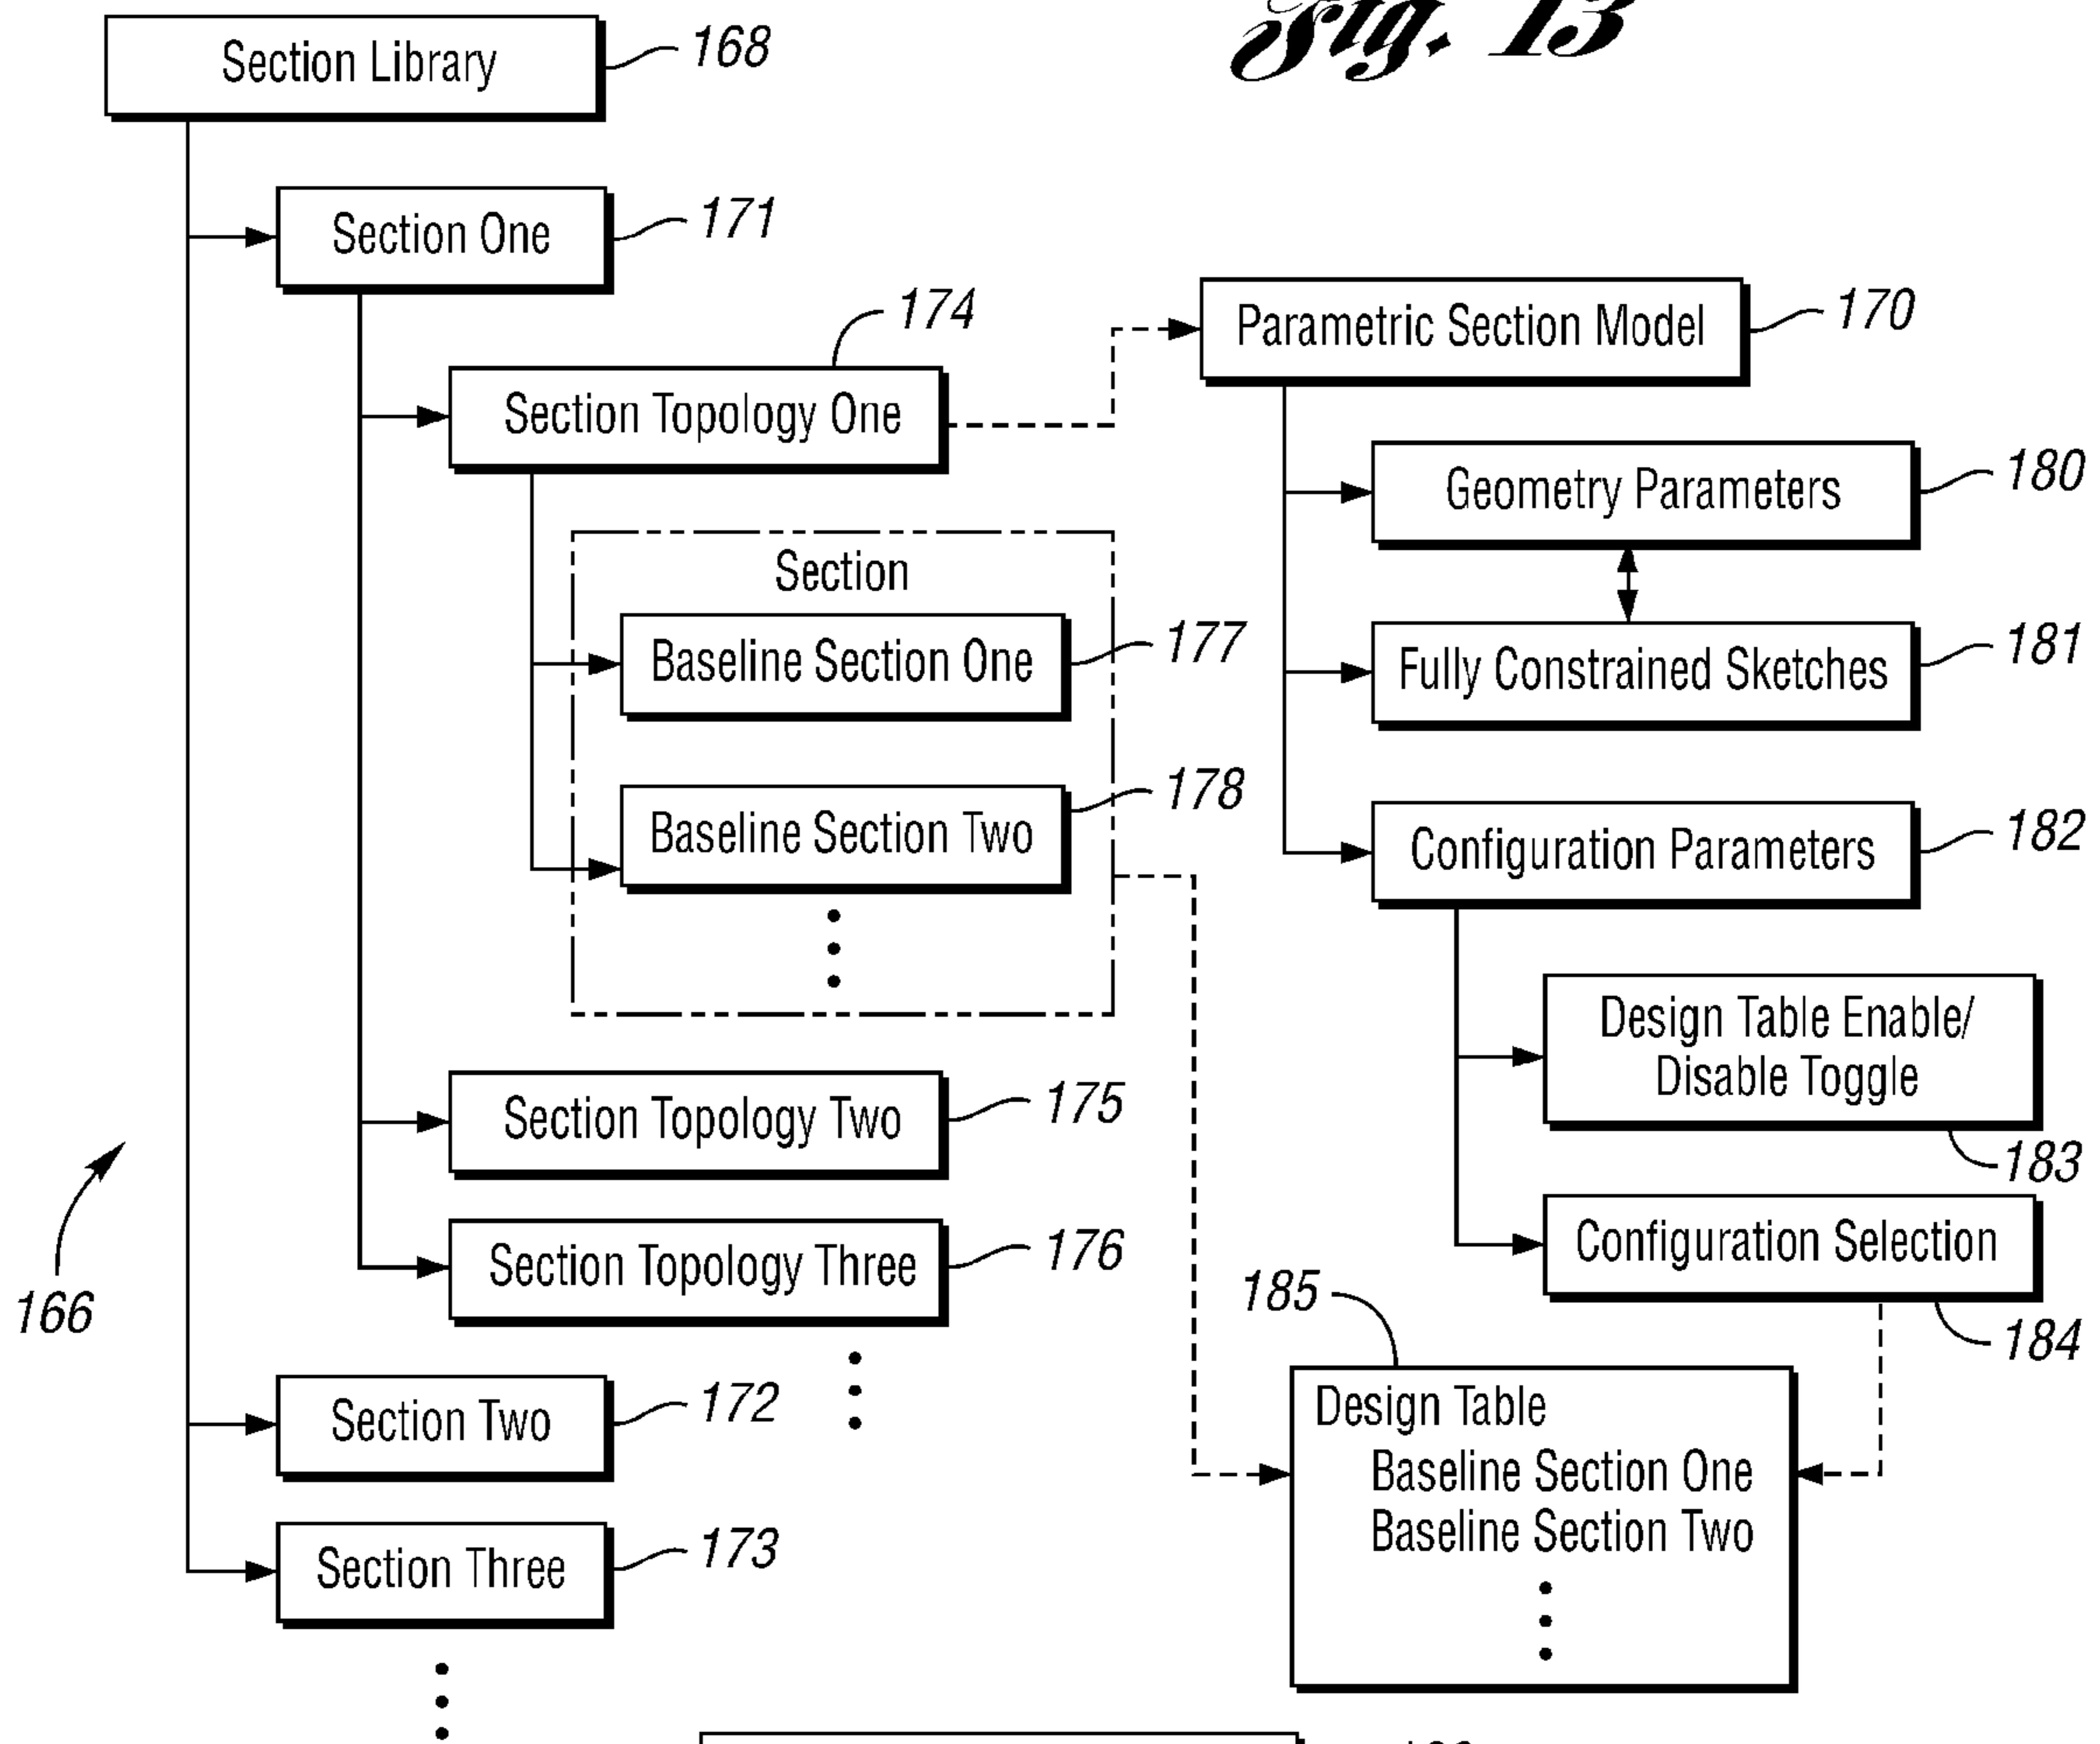 Fig. 13
Section Library
168
Section One
171
174
Section Topology One
Parametric Section Model
170
Geometry Parameters
180
Section
Baseline Section One
177
Fully Constrained Sketches
181
Baseline Section Two
178
Configuration Parameters
182
Design Table Enable/
Disable Toggle
183
Section Topology Two
175
Section Topology Three
176
Configuration Selection
184
166
185
Design Table
Baseline Section One
Baseline Section Two
Section Two
172
Section Three
173